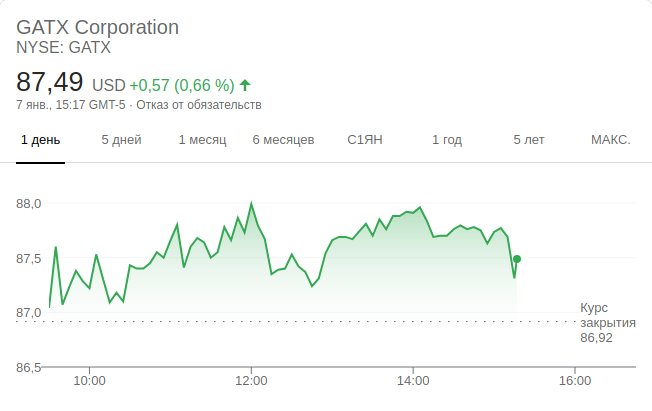 GATX Corporation
NYSE: GATX
87,49 USD +0,57 (0,66 %)
7 янв., 15:17 GMT-5 · Отказ от обязательств
1 день 5 дней 1 месяц 6 месяцев С1ЯН 1 год 5 лет МАКС.
88,0
87,5
87,0
Курс
закрытия
86,92
86,5
10:00 12:00 14:00 16:00